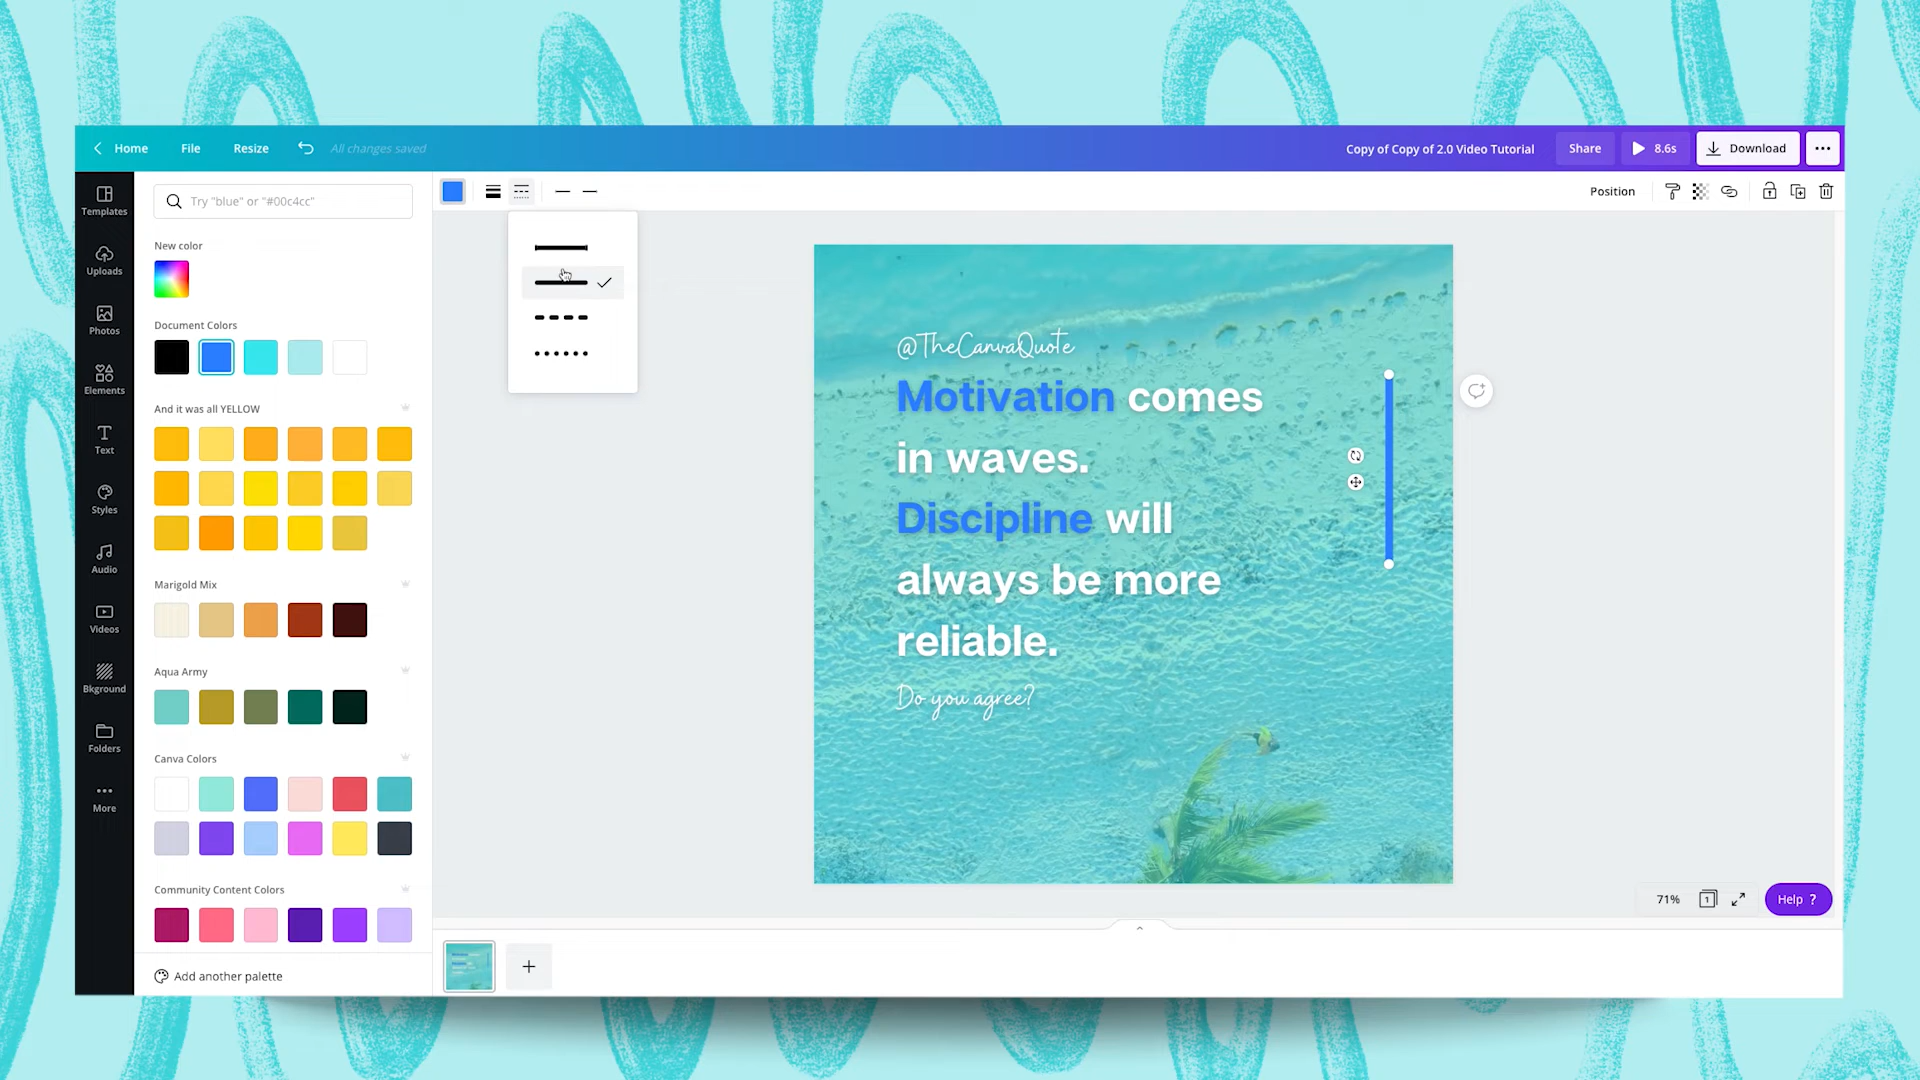 Home
File
Resize
All changes saved
Copy of Copy of 2.0 Video Tutorial
Share
8.6s
Download
Templates
Uploads
Photos
Elements
Text
Styles
Audio
Videos
Bkground
Folders
More
Try "blue" or "#00c4cc"
New color
Document Colors
And it was all YELLOW
Marigold Mix
Aqua Army
Canva Colors
Community Content Colors
Add another palette
Position
@TheCanvaQuote
Motivation comes
in waves.
Discipline will
always be more
reliable.
Do you agree?
71%
1
Help ?